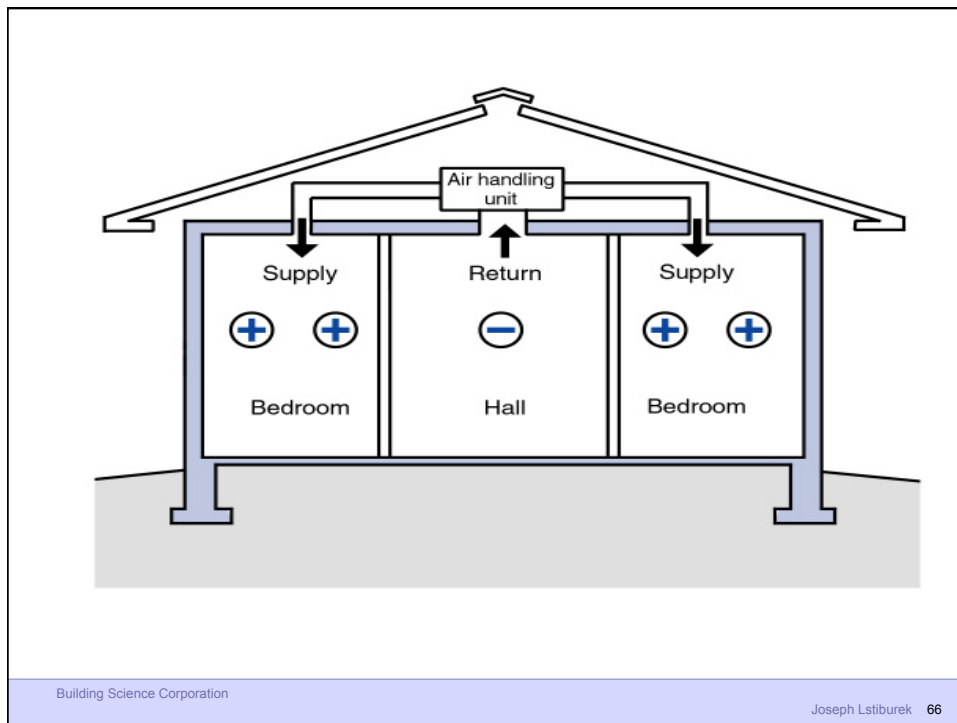 Air handling
unit
Supply
Return
Supply
+ + − + +
Bedroom
Hall
Bedroom
Building Science Corporation
Joseph Lstiburek 66